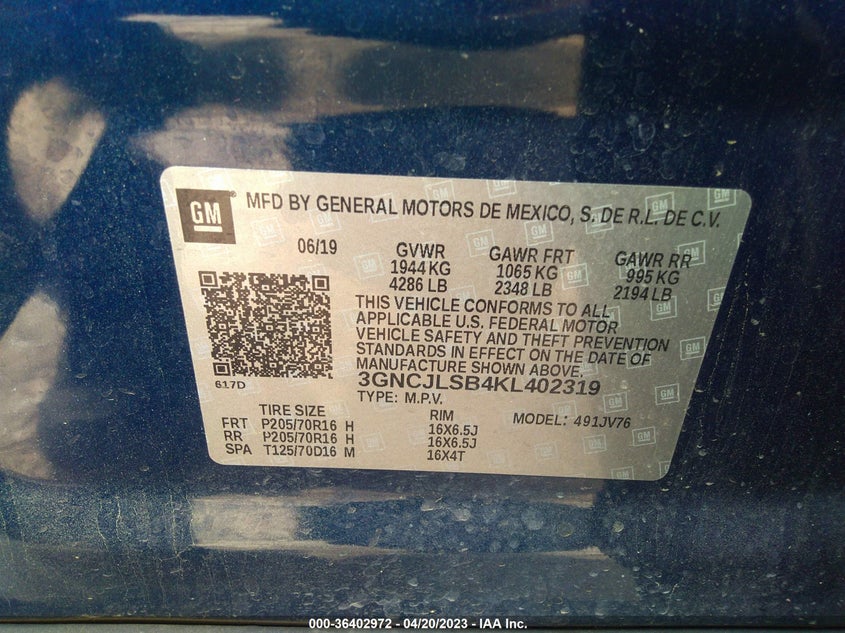 GM ® MFD BY GENERAL MOTORS DE MEXICO, S. DE R.L. DE C.V.
06/19 GVWR GAWR FRT GAWR RR
1944 KG 1065 KG 995 KG
4286 LB 2348 LB 2194 LB
THIS VEHICLE CONFORMS TO ALL
APPLICABLE U.S. FEDERAL MOTOR
VEHICLE SAFETY AND THEFT PREVENTION
STANDARDS IN EFFECT ON THE DATE OF
MANUFACTURE SHOWN ABOVE.
617D 3GNCJLSB4KL402319
TYPE: M.P.V.
TIRE SIZE RIM MODEL: 491JV76
FRT P205/70R16 H 16X6.5J
RR P205/70R16 H 16X6.5J
SPA T125/70D16 M 16X4T
000-36402972 - 04/20/2023 - IAA Inc.